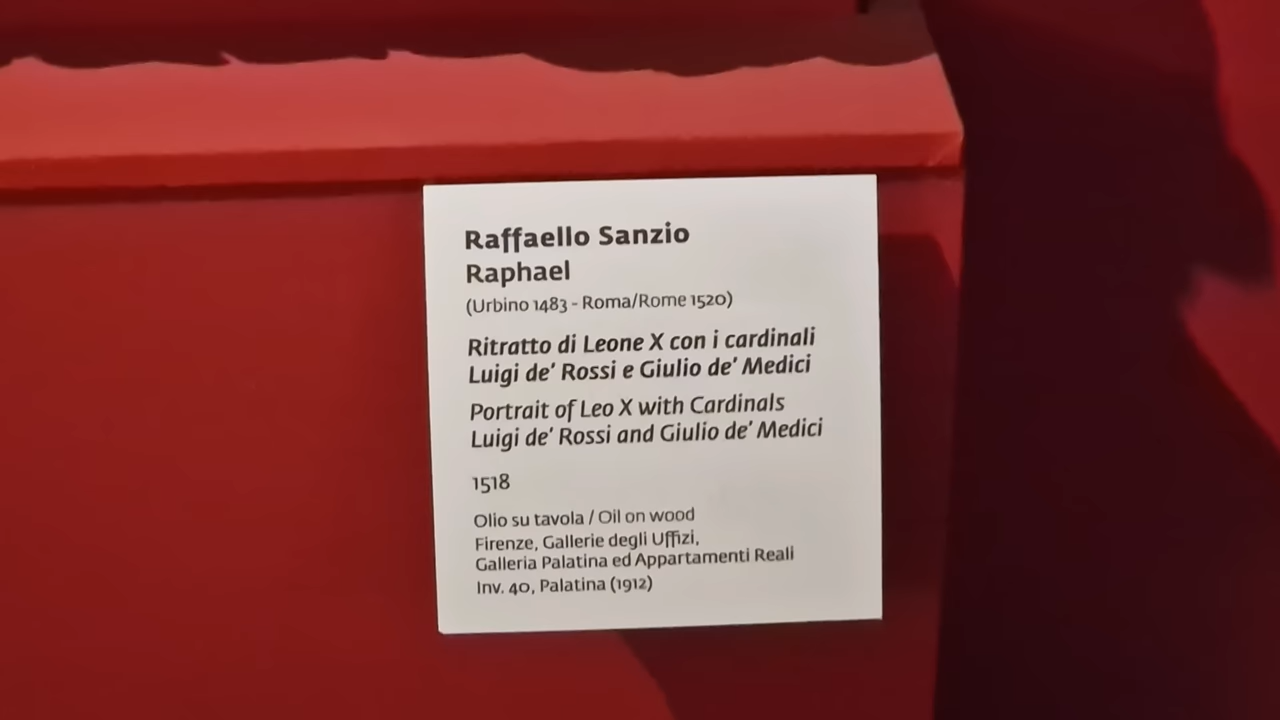 Raffaello Sanzio
Raphael
(Urbino 1483 - Roma/Rome 1520)
Ritratto di Leone X con i cardinali
Luigi de' Rossi e Giulio de' Medici
Portrait of Leo X with Cardinals
Luigi de' Rossi and Giulio de' Medici
1518
Olio su tavola / Oil on wood
Firenze, Gallerie degli Uffizi,
Galleria Palatina ed Appartamenti Reali
Inv. 40, Palatina (1912)